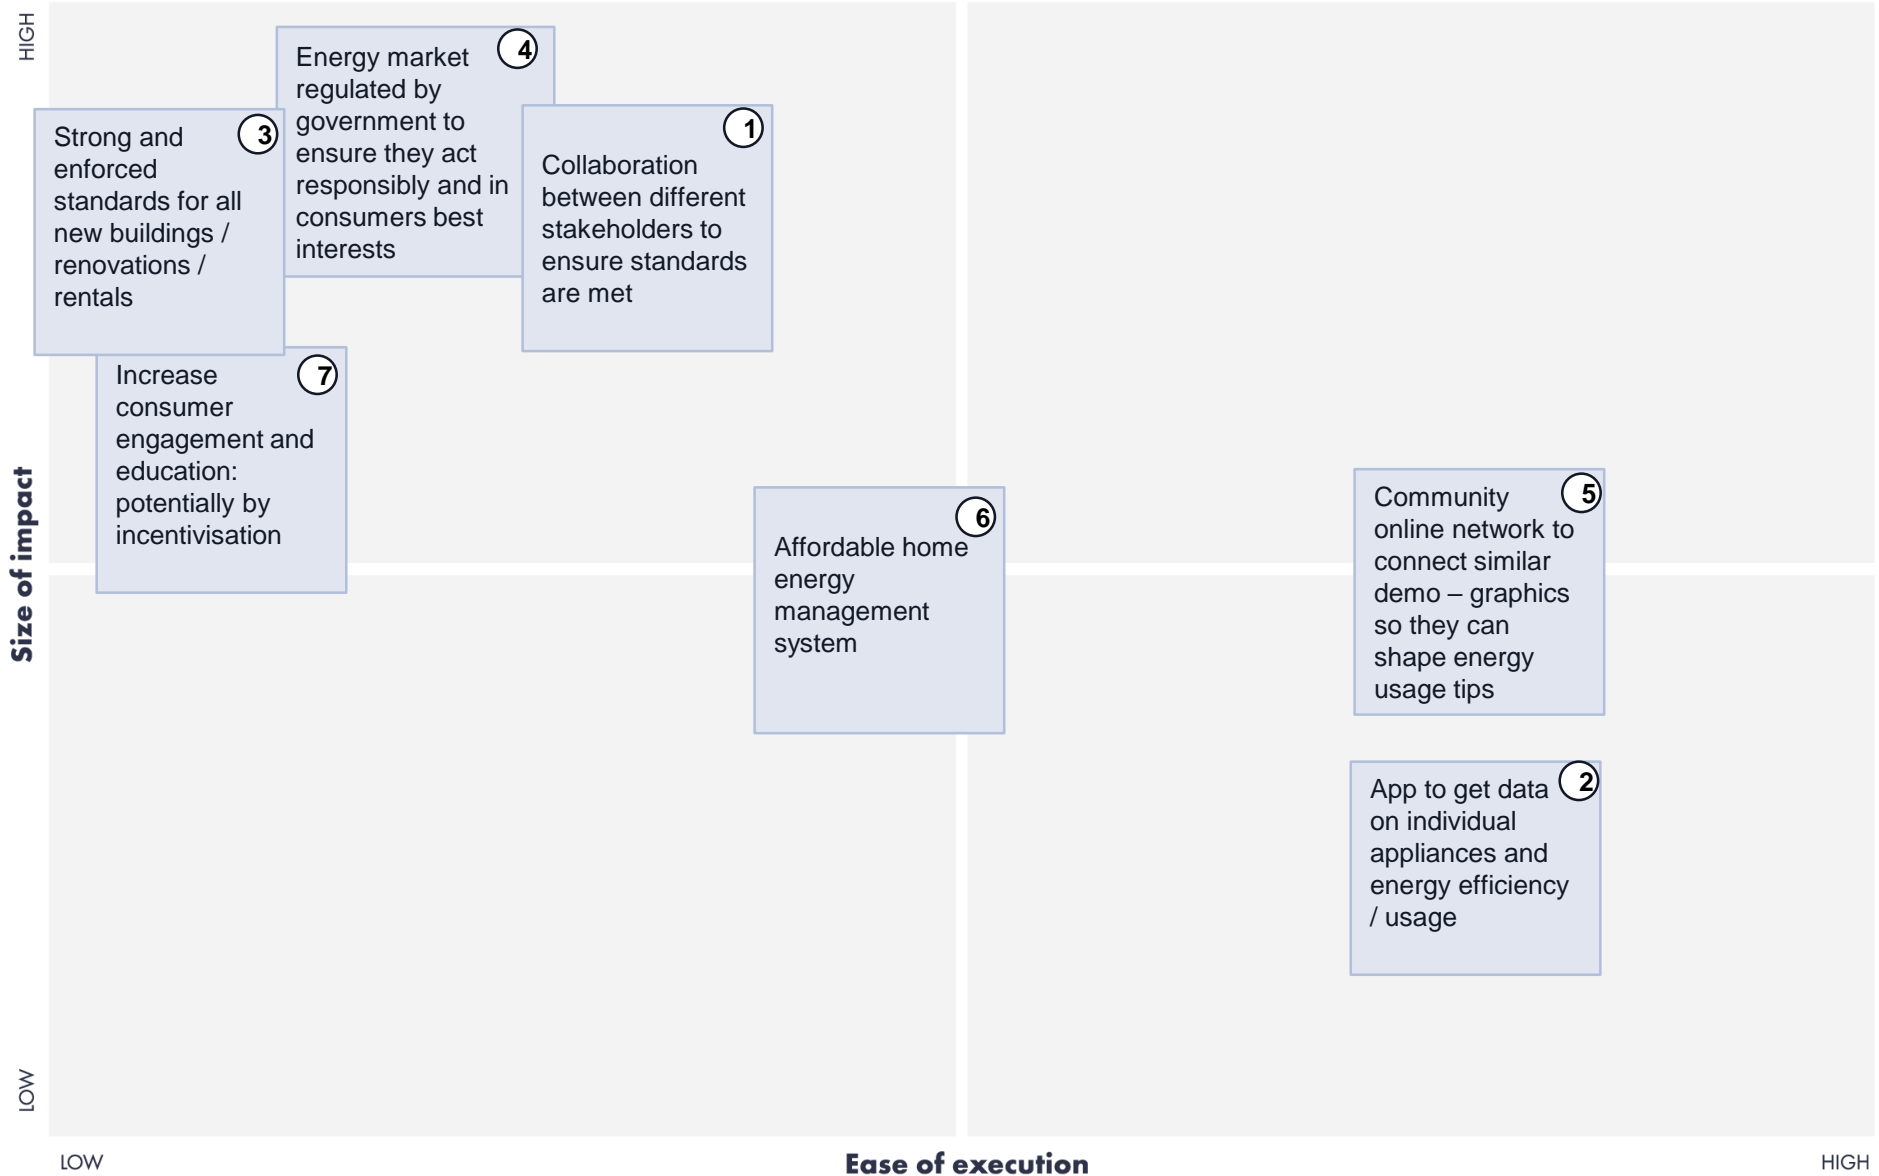 HIGH
4
Energy market
regulated by
government to
ensure they act
responsibly and in
consumers best
interests
3
Strong and
enforced
standards for all
new buildings /
renovations /
rentals
1
Collaboration
between different
stakeholders to
ensure standards
are met
7
Increase
consumer
engagement and
education:
potentially by
incentivisation
Size of impact
6
Affordable home
energy
management
system
5
Community
online network to
connect similar
demo – graphics
so they can
shape energy
usage tips
2
App to get data
on individual
appliances and
energy efficiency
/ usage
LOW
LOW
Ease of execution
HIGH